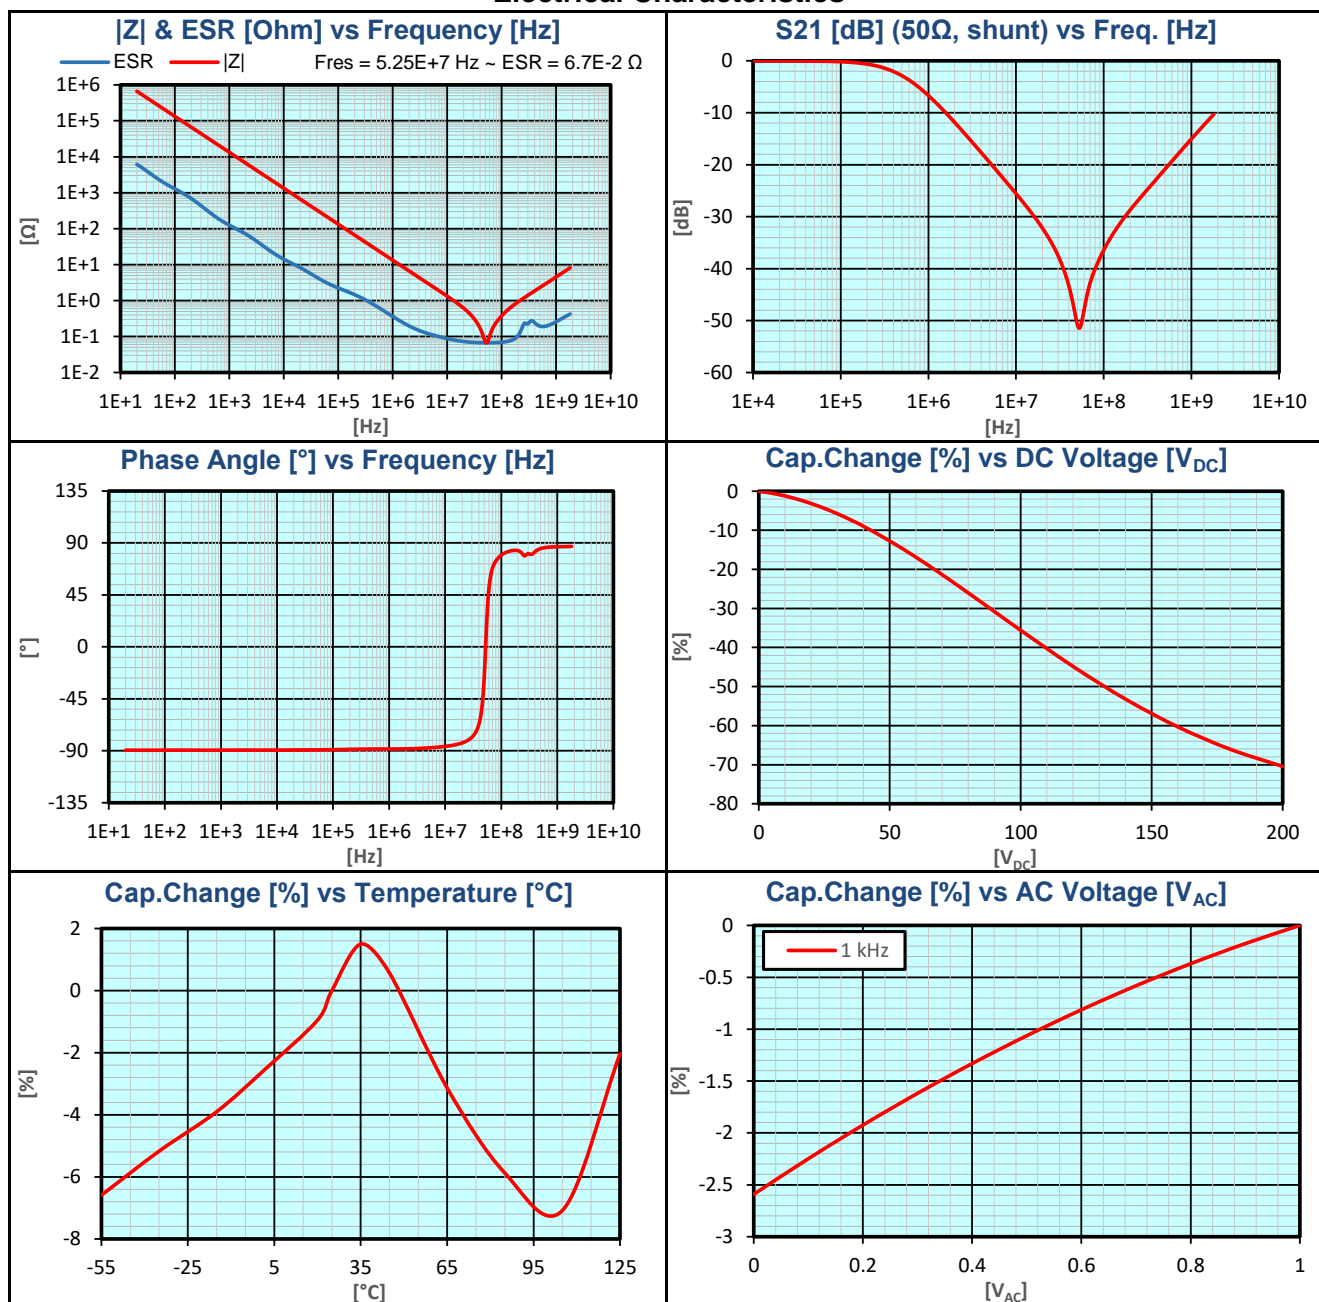 |Z| & ESR [Ohm] vs Frequency [Hz]
ESR
|Z|
Fres = 5.25E+7 Hz ~ ESR = 6.7E-2 Ω
1E+6
1E+5
1E+4
1E+3
1E+2
1E+1
1E+0
1E-1
1E-2
[Ω]
1E+1 1E+2 1E+3 1E+4 1E+5 1E+6 1E+7 1E+8 1E+9 1E+10
[Hz]
S21 [dB] (50Ω, shunt) vs Freq. [Hz]
0
-10
-20
-30
-40
-50
-60
[dB]
1E+4 1E+5 1E+6 1E+7 1E+8 1E+9 1E+10
[Hz]
Phase Angle [°] vs Frequency [Hz]
135
90
45
0
-45
-90
-135
[°]
1E+1 1E+2 1E+3 1E+4 1E+5 1E+6 1E+7 1E+8 1E+9 1E+10
[Hz]
Cap.Change [%] vs DC Voltage [VDC]
0
-10
-20
-30
-40
-50
-60
-70
-80
[%]
0 50 100 150 200
[VDC]
Cap.Change [%] vs Temperature [°C]
2
0
-2
-4
-6
-8
[%]
-55 -25 5 35 65 95 125
[°C]
Cap.Change [%] vs AC Voltage [VAC]
1 kHz
0
-0.5
-1
-1.5
-2
-2.5
-3
[%]
0 0.2 0.4 0.6 0.8 1
[VAC]